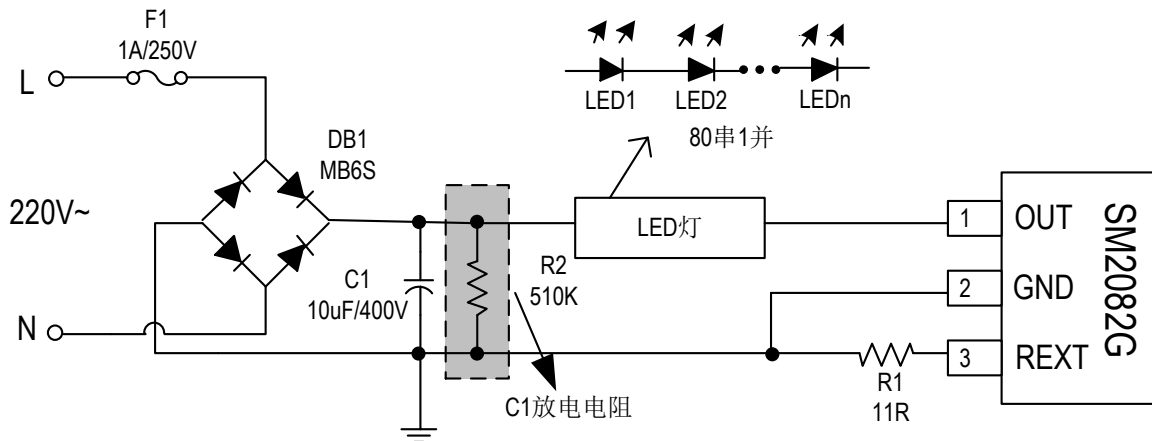 F1
1A/250V
L
LED1
LED2
LEDn
80串1并
DB1
MB6S
220V~
LED灯
1
OUT
SM2082G
C1
10uF/400V
R2
510K
2
GND
N
3
REXT
R1
11R
C1放电电阻